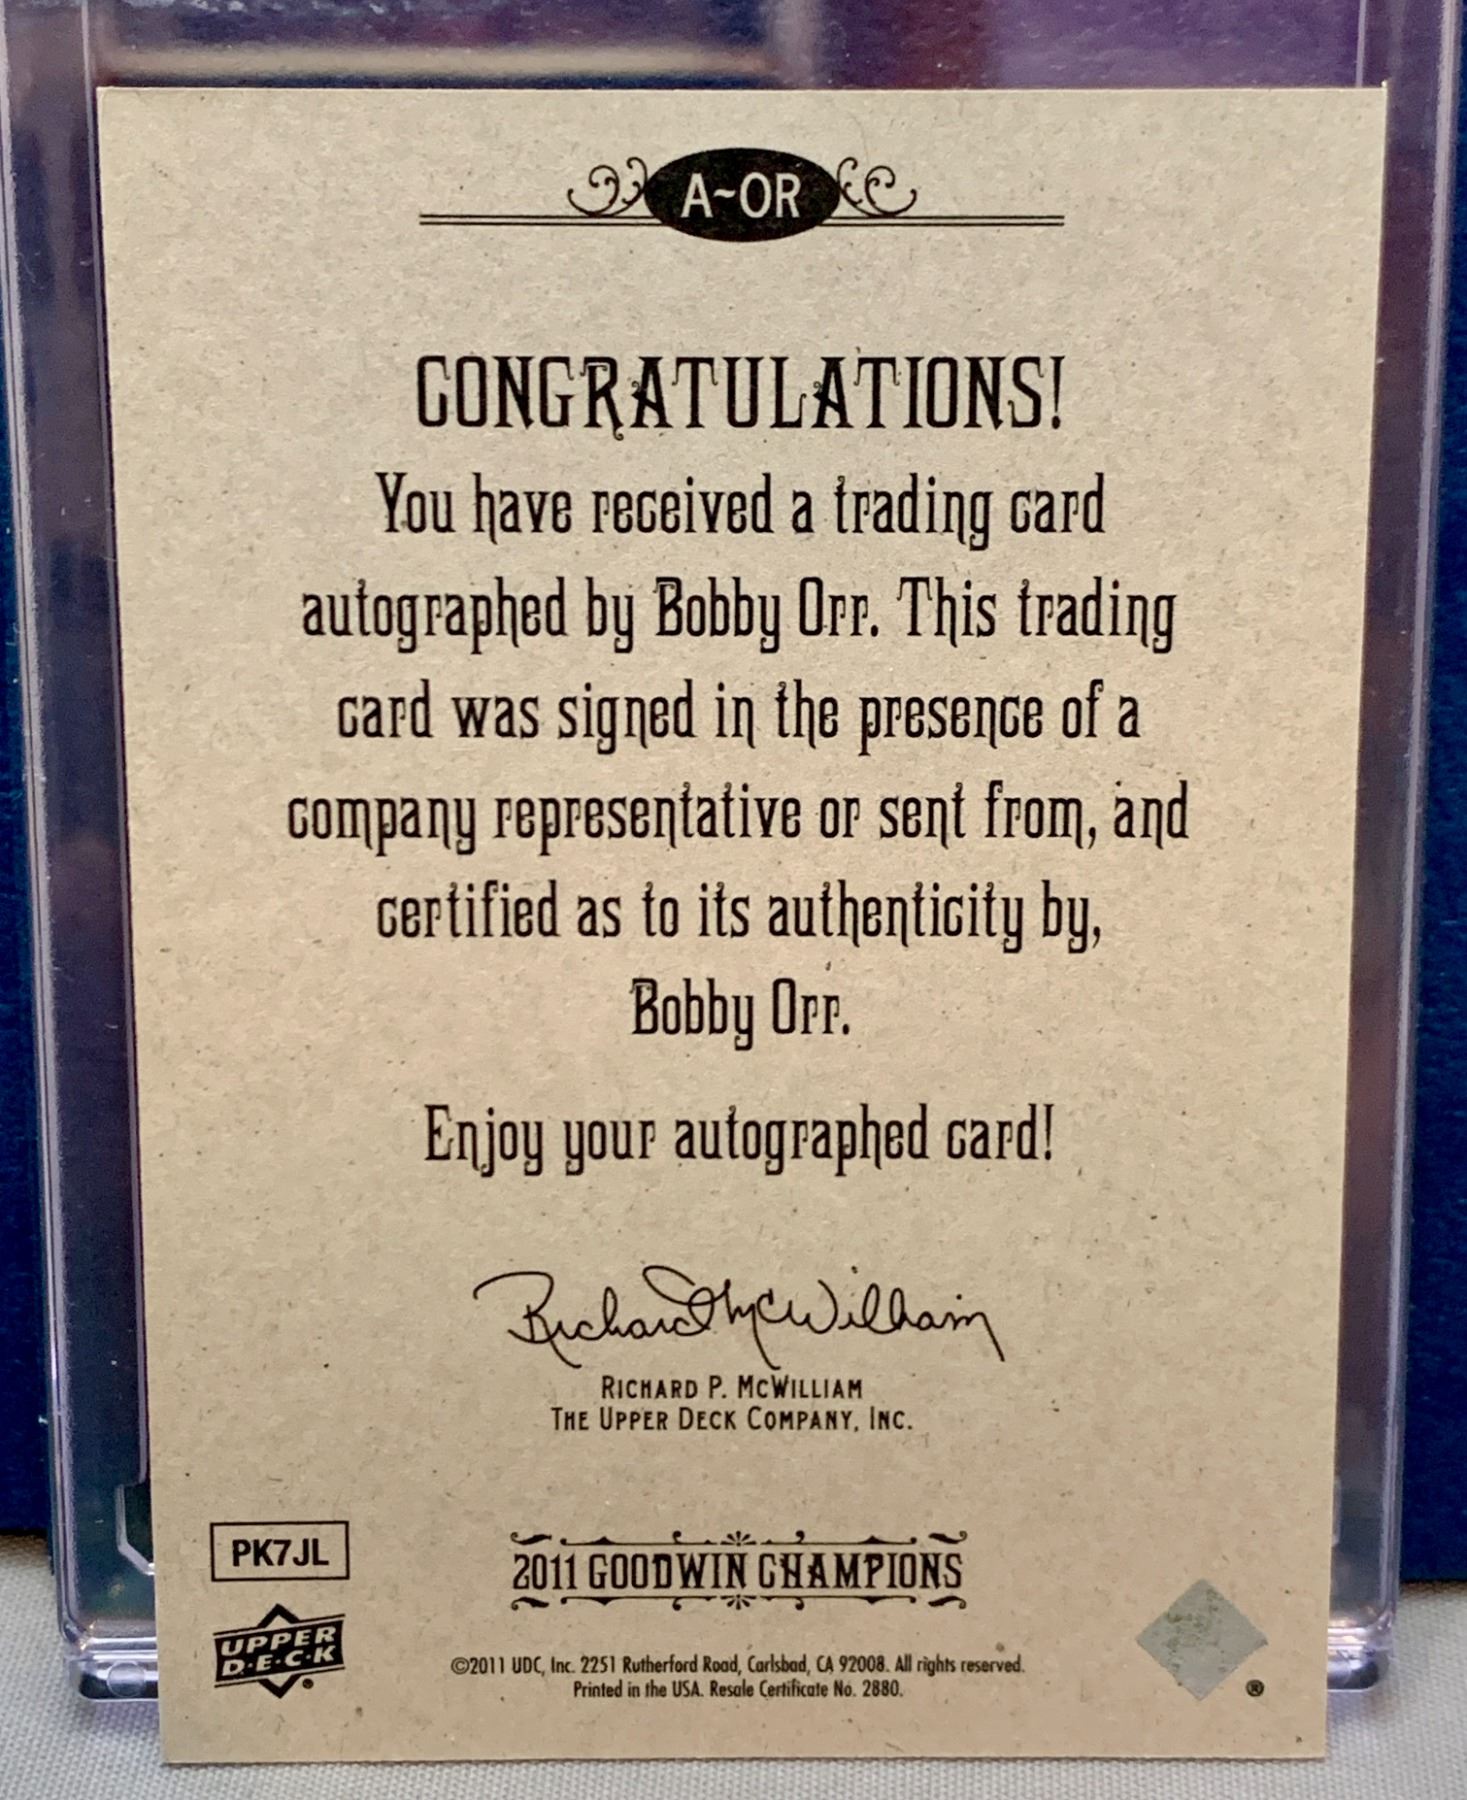 A~OR
CONGRATULATIONS!
You have received a trading card
autographed by Bobby Orr. This trading
card was signed in the presence of a
company representative or sent from, and
certified as to its authenticity by,
Bobby Orr.
Enjoy your autographed card!
Richard McWilliam
RICHARD P. MCWILLIAM
THE UPPER DECK COMPANY, INC.
PK7JL
2011 GOODWIN CHAMPIONS
UPPER
D·E·C·K
©2011 UDC, Inc. 2251 Rutherford Road, Carlsbad, CA 92008. All rights reserved.
Printed in the USA. Resale Certificate No. 2880.
®